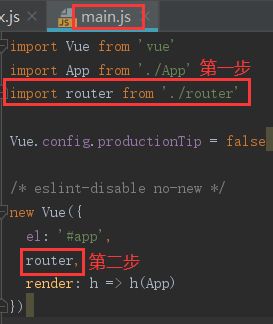 x.js
main.js
import Vue from 'vue'
import App from './App' 第一步
import router from './router'
Vue.config.productionTip = false
/* eslint-disable no-new */
new Vue({
el: '#app',
router, 第二步
render: h => h(App)
})